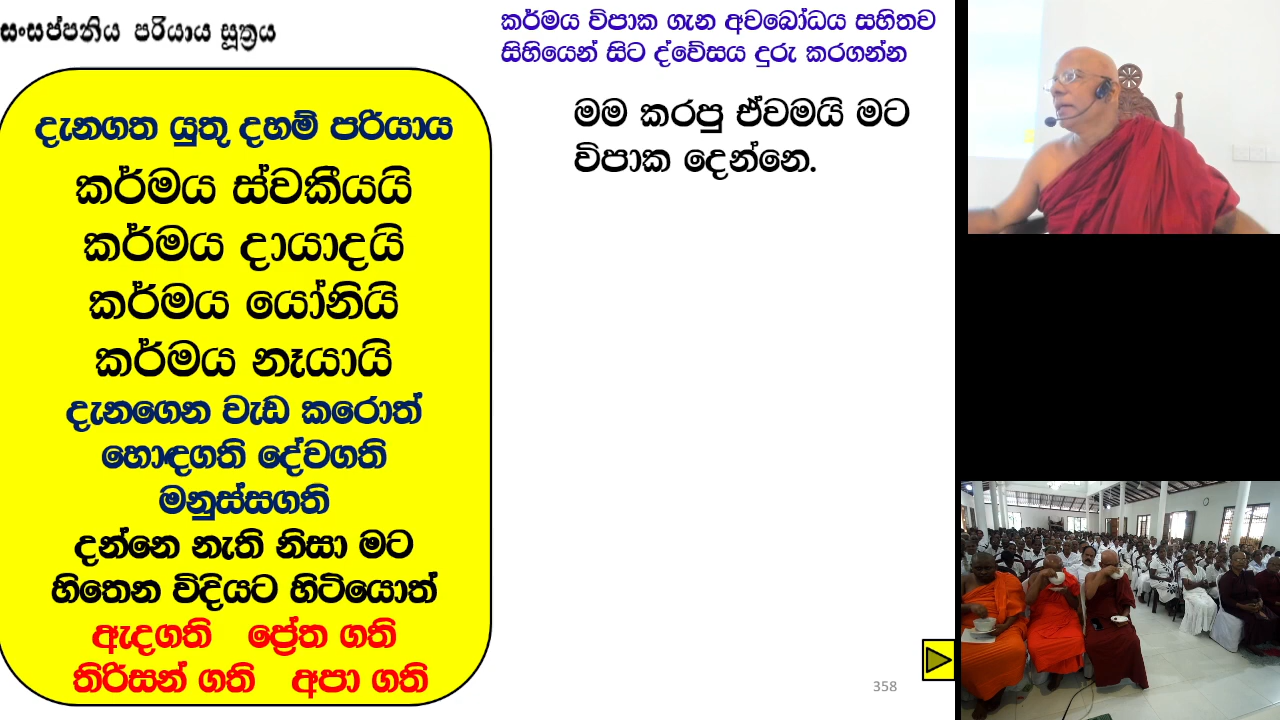 සංසප්පනිය පරියාය සූත්‍රය
කර්මය විපාක ගැන අවබෝධය සහිතව
සිහියෙන් සිට ද්වේසය දුරු කරගන්න
දැනගත යුතු දහම් පරියාය
කර්මය ස්වකීයයි
කර්මය දායාදයි
කර්මය යෝනියි
කර්මය නෑයායි
දැනගෙන වැඩ කරොත්
හොඳගති දේවගති
මනුස්සගති
දන්නෙ නැති නිසා මට
හිතෙන විදියට හිටියොත්
ඇදගති ප්‍රේත ගති
තිරිසන් ගති අපා ගති
මම කරපු ඒවමයි මට
විපාක දෙන්නෙ.
358